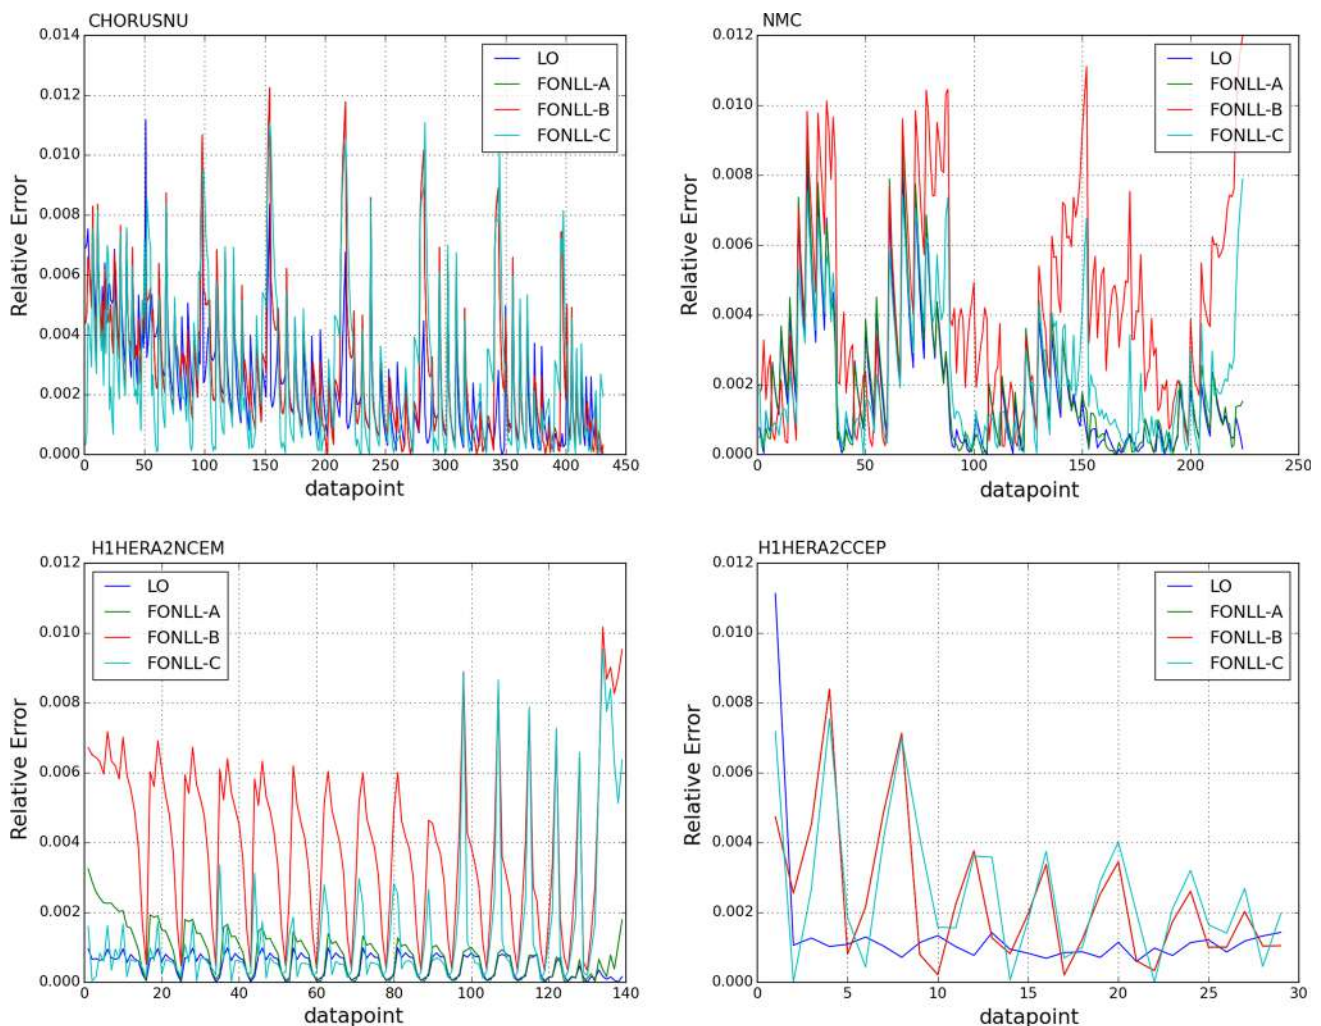 CHORUSNU
0.014
0.012
0.010
0.008
0.006
0.004
0.002
0.000
Relative Error
LO
FONLL-A
FONLL-B
FONLL-C
0 50 100 150 200 250 300 350 400 450
datapoint
NMC
0.012
0.010
0.008
0.006
0.004
0.002
0.000
Relative Error
LO
FONLL-A
FONLL-B
FONLL-C
0 50 100 150 200 250
datapoint
H1HERA2NCEM
0.012
0.010
0.008
0.006
0.004
0.002
0.000
Relative Error
LO
FONLL-A
FONLL-B
FONLL-C
0 20 40 60 80 100 120 140
datapoint
H1HERA2CCEP
0.012
0.010
0.008
0.006
0.004
0.002
0.000
Relative Error
LO
FONLL-A
FONLL-B
FONLL-C
0 5 10 15 20 25 30
datapoint